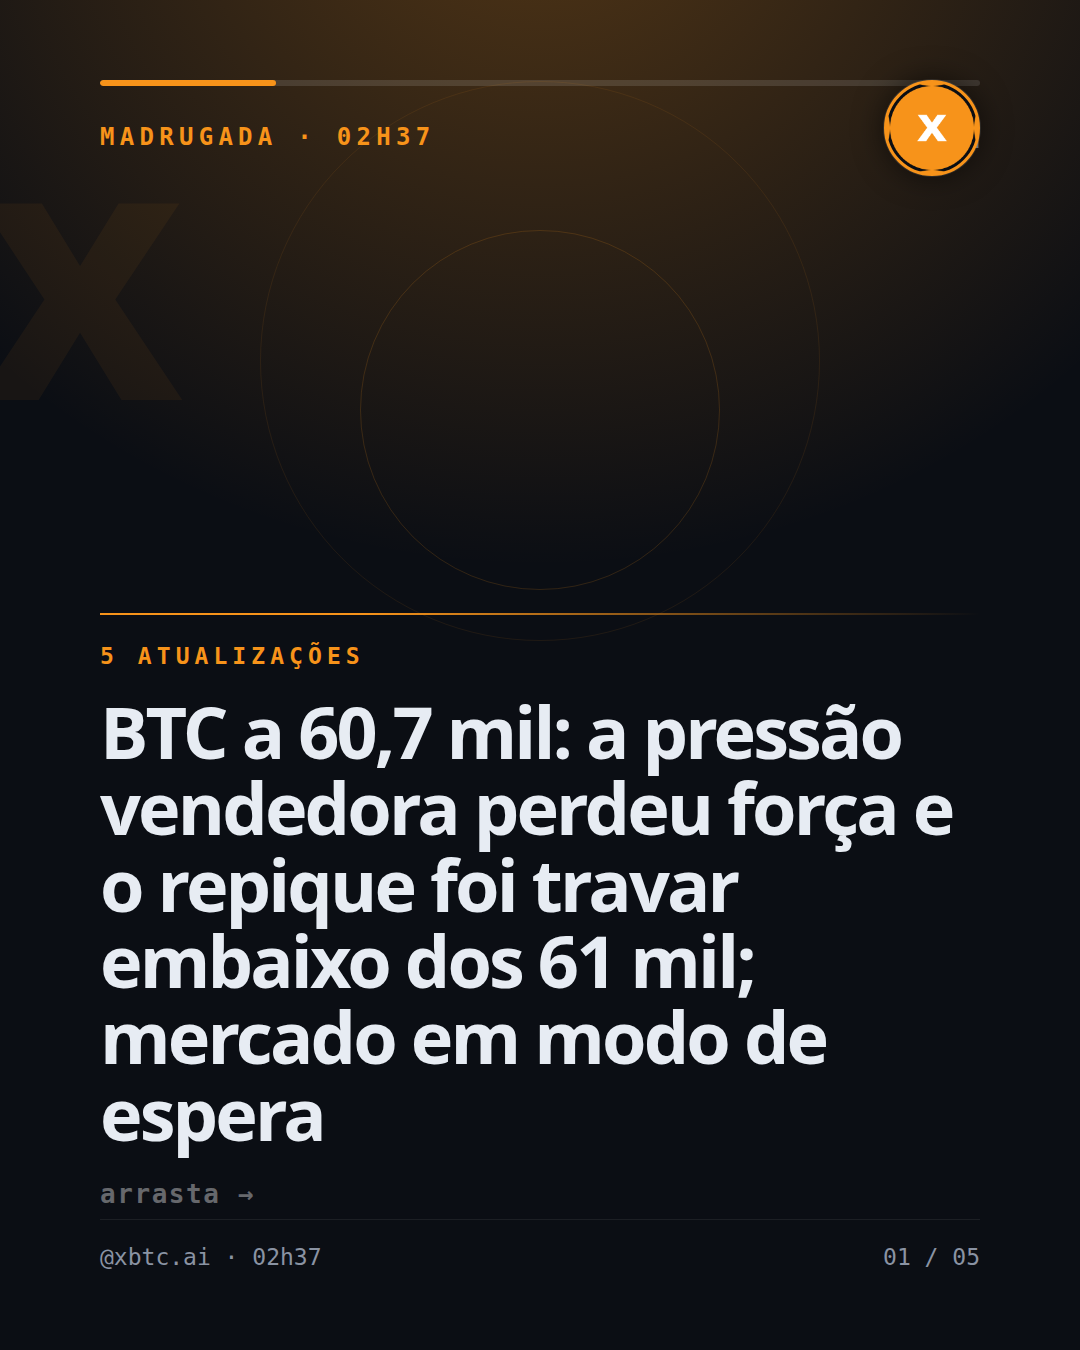 MADRUGADA · 02H37
x
X
5 ATUALIZAÇÕES
BTC a 60,7 mil: a pressão
vendedora perdeu força e
o repique foi travar
embaixo dos 61 mil;
mercado em modo de
espera
arrasta →
@xbtc.ai · 02h37
01 / 05